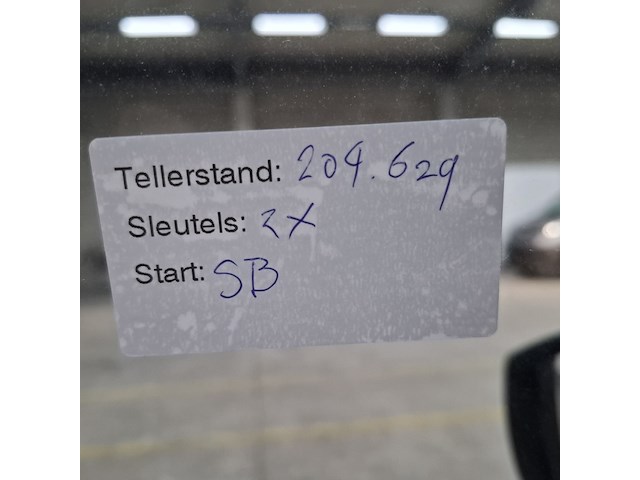 Tellerstand: 204.629
Sleutels: 2X
Start: SB